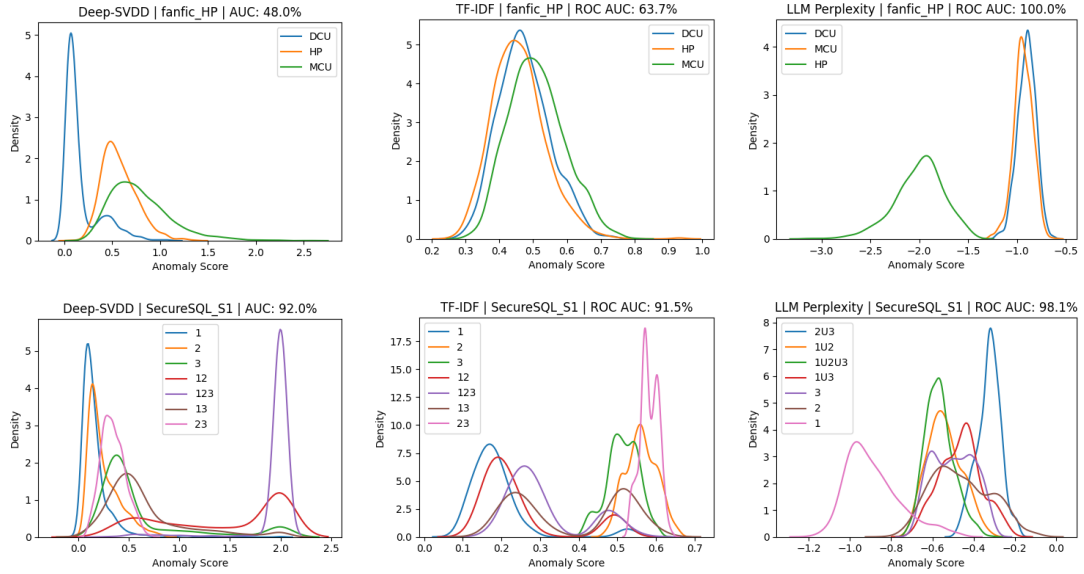 Deep-SVDD | fanfic_HP | AUC: 48.0%
DCU
HP
MCU
Density
5
4
3
2
1
0
0.0 0.5 1.0 1.5 2.0 2.5
Anomaly Score
TF-IDF | fanfic_HP | ROC AUC: 63.7%
DCU
HP
MCU
Density
5
4
3
2
1
0
0.2 0.3 0.4 0.5 0.6 0.7 0.8 0.9 1.0
Anomaly Score
LLM Perplexity | fanfic_HP | ROC AUC: 100.0%
DCU
MCU
HP
Density
4
3
2
1
0
−3.0 −2.5 −2.0 −1.5 −1.0 −0.5
Anomaly Score
Deep-SVDD | SecureSQL_S1 | AUC: 92.0%
1
2
3
12
123
13
23
Density
5
4
3
2
1
0
0.0 0.5 1.0 1.5 2.0 2.5
Anomaly Score
TF-IDF | SecureSQL_S1 | ROC AUC: 91.5%
1
2
3
12
123
13
23
Density
17.5
15.0
12.5
10.0
7.5
5.0
2.5
0.0
0.0 0.1 0.2 0.3 0.4 0.5 0.6 0.7
Anomaly Score
LLM Perplexity | SecureSQL_S1 | ROC AUC: 98.1%
2U3
1U2
1U2U3
1U3
3
2
1
Density
8
7
6
5
4
3
2
1
0
−1.2 −1.0 −0.8 −0.6 −0.4 −0.2 0.0
Anomaly Score